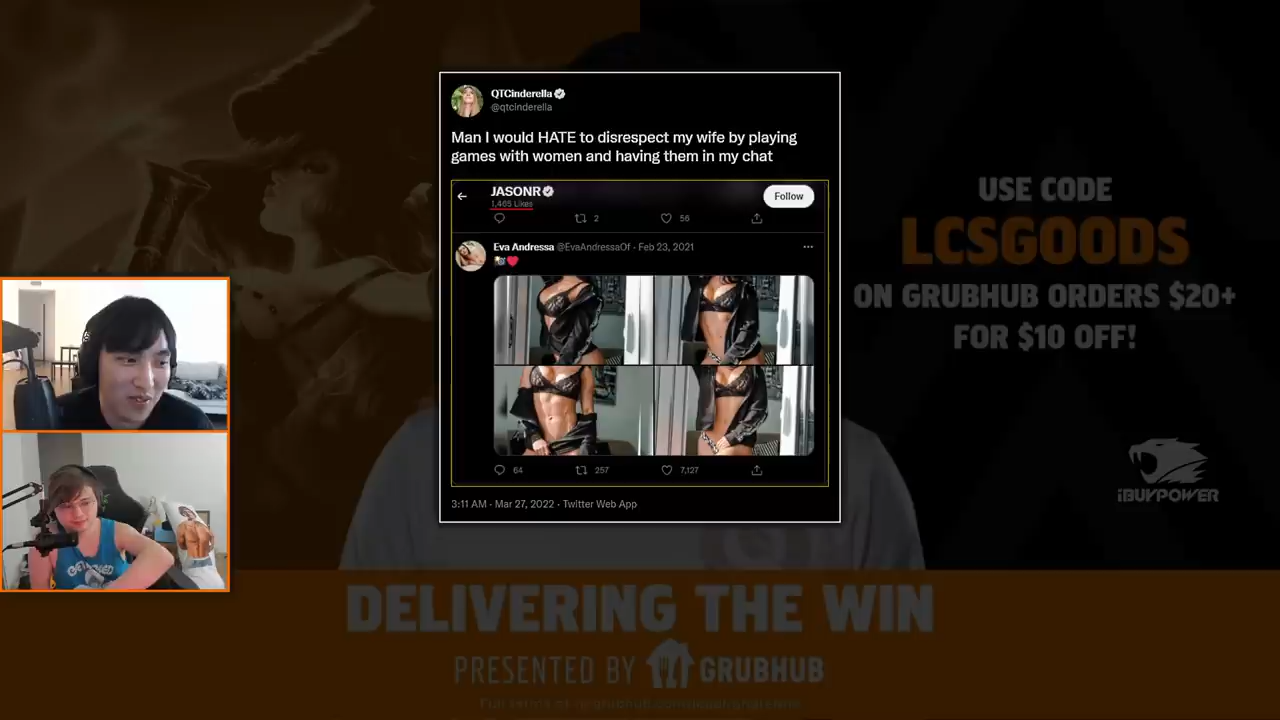 QTCinderella
@qtcinderella
Man I would HATE to disrespect my wife by playing
games with women and having them in my chat
JASONR
1,465 Likes
Follow
2
56
Eva Andressa @EvaAndressaOf · Feb 23, 2021
64
257
7,127
3:11 AM · Mar 27, 2022 · Twitter Web App
USE CODE
LCSGOODS
ON GRUBHUB ORDERS $20+
FOR $10 OFF!
iBUYPOWER
DELIVERING THE WIN
PRESENTED BY GRUBHUB